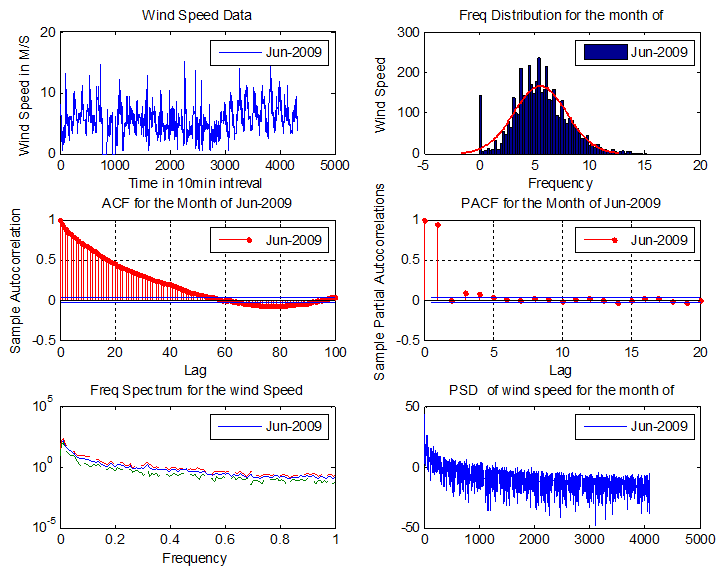 Wind Speed Data
Wind Speed in M/S
20
10
0
0
1000
2000
3000
4000
5000
Time in 10min intreval
Jun-2009
Freq Distribution for the month of
Wind Speed
300
200
100
0
-5
0
5
10
15
20
Frequency
Jun-2009
ACF for the Month of Jun-2009
Sample Autocorrelation
1
0.5
0
-0.5
0
20
40
60
80
100
Lag
Jun-2009
PACF for the Month of Jun-2009
Sample Partial Autocorrelations
1
0.5
0
-0.5
0
5
10
15
20
Lag
Jun-2009
Freq Spectrum for the wind Speed
10^5
10^0
10^-5
0
0.2
0.4
0.6
0.8
1
Frequency
Jun-2009
PSD of wind speed for the month of
50
0
-50
0
1000
2000
3000
4000
5000
Jun-2009